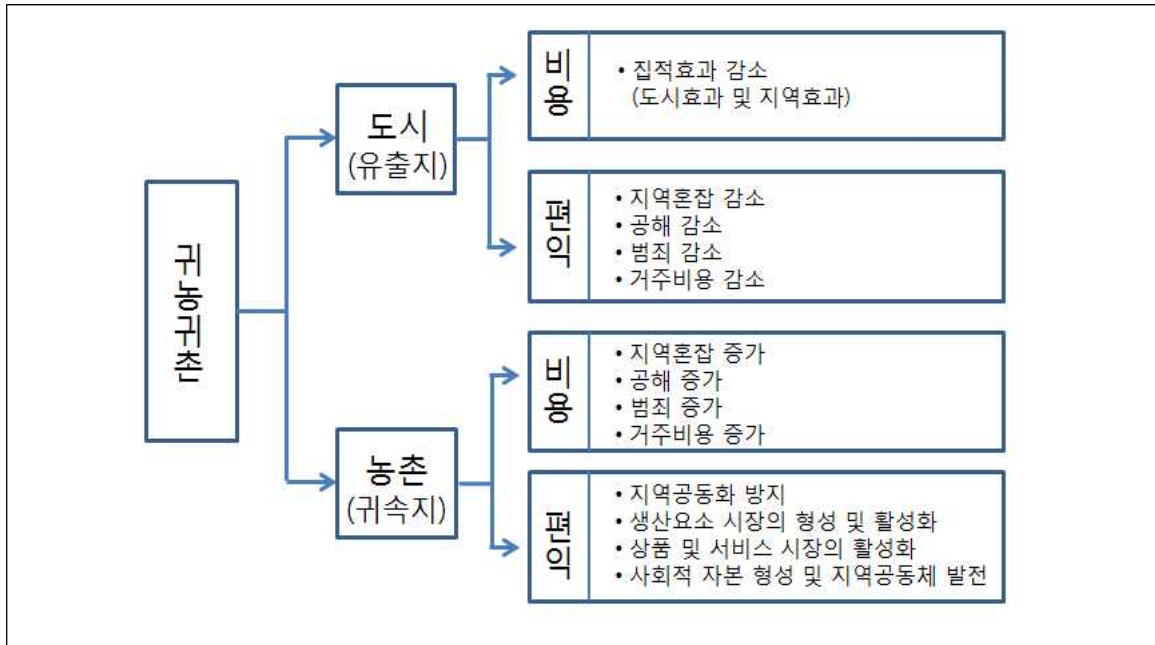 귀농귀촌
도시
(유출지)
비용
• 집적효과 감소
(도시효과 및 지역효과)
편익
• 지역혼잡 감소
• 공해 감소
• 범죄 감소
• 거주비용 감소
농촌
(귀속지)
비용
• 지역혼잡 증가
• 공해 증가
• 범죄 증가
• 거주비용 증가
편익
• 지역공동화 방지
• 생산요소 시장의 형성 및 활성화
• 상품 및 서비스 시장의 활성화
• 사회적 자본 형성 및 지역공동체 발전